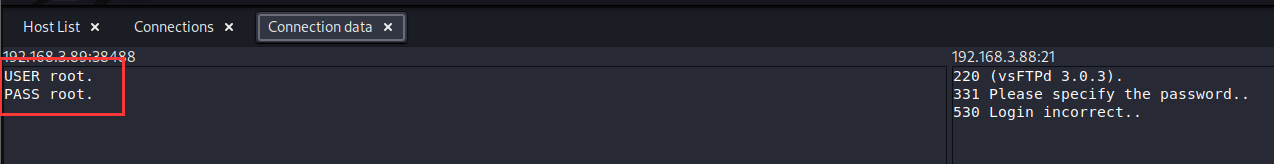 Host List ×
Connections ×
Connection data ×
192.168.3.89:38488
USER root.
PASS root.
192.168.3.88:21
220 (vsFTPd 3.0.3).
331 Please specify the password..
530 Login incorrect..